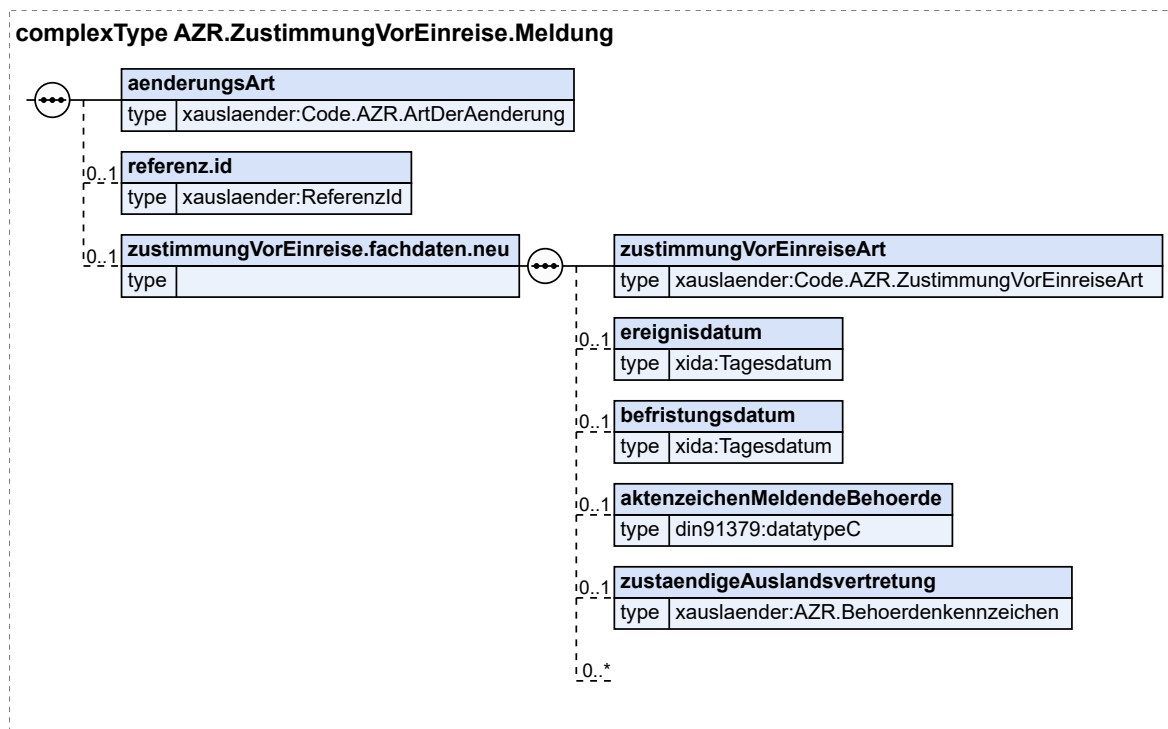 complexType AZR.ZustimmungVorEinreise.Meldung
aenderungsArt
type xauslaender:Code.AZR.ArtDerAenderung
0..1 referenz.id
type xauslaender:ReferenzId
0..1 zustimmungVorEinreise.fachdaten.neu
type
zustimmungVorEinreiseArt
type xauslaender:Code.AZR.ZustimmungVorEinreiseArt
0..1 ereignisdatum
type xida:Tagesdatum
0..1 befristungsdatum
type xida:Tagesdatum
0..1 aktenzeichenMeldendeBehoerde
type din91379:datatypeC
0..1 zustaendigeAuslandsvertretung
type xauslaender:AZR.Behoerdenkennzeichen
0..*